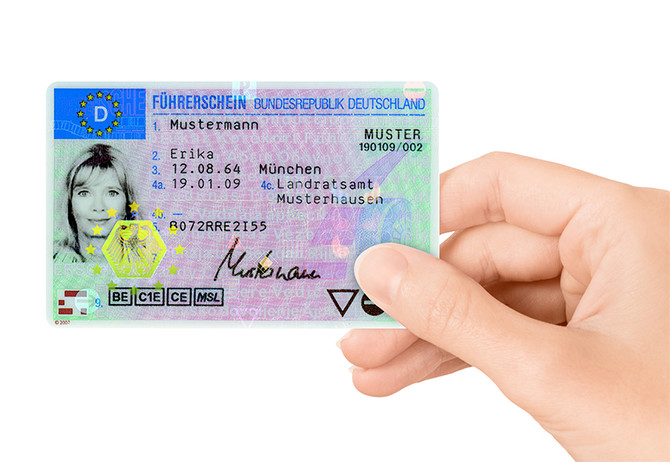 D
FÜHRERSCHEIN BUNDESREPUBLIK DEUTSCHLAND
1. Mustermann
MUSTER
190109/002
2. Erika
3. 12.08.64 München
4a. 19.01.09 4c. Landratsamt
Musterhausen
4b. —
5. B072RRE2I55
Mustermann
9. BE C1E CE MSL
© 2007